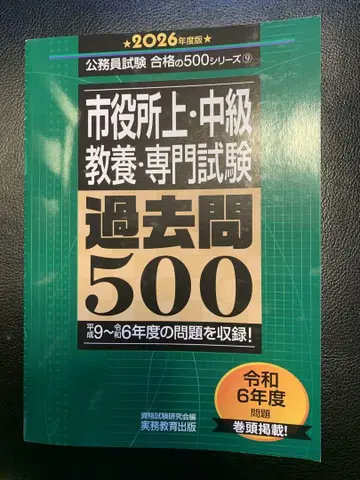 ★2026年度版★
公務員試験 合格の500シリーズ⑨
市役所上・中級
教養・専門試験
過去問
500
平成9〜令和6年度の問題を収録!
令和
6年度
問題
巻頭掲載!
資格試験研究会編
実務教育出版